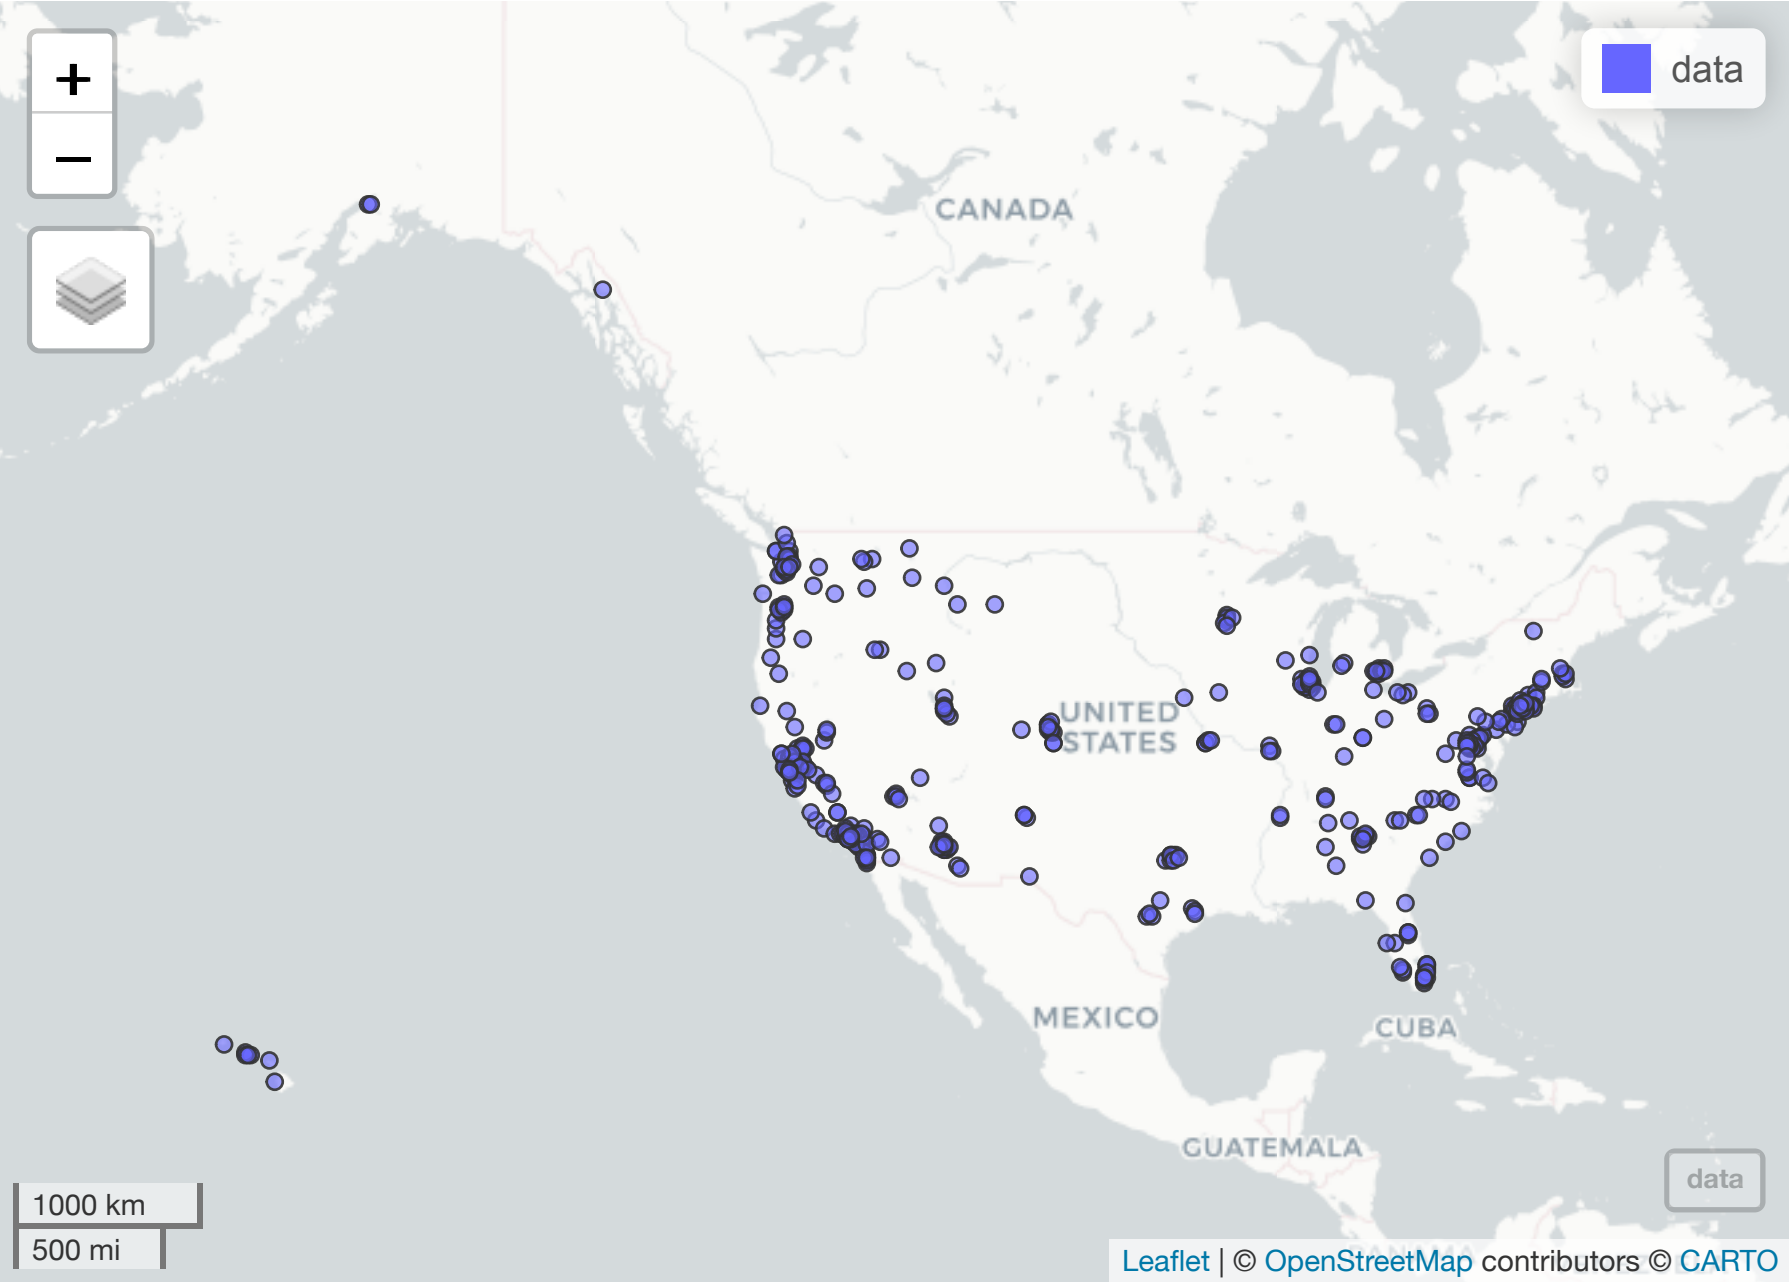 +
−
data
CANADA
UNITED
STATES
MEXICO
CUBA
GUATEMALA
data
1000 km
500 mi
Leaflet | © OpenStreetMap contributors © CARTO